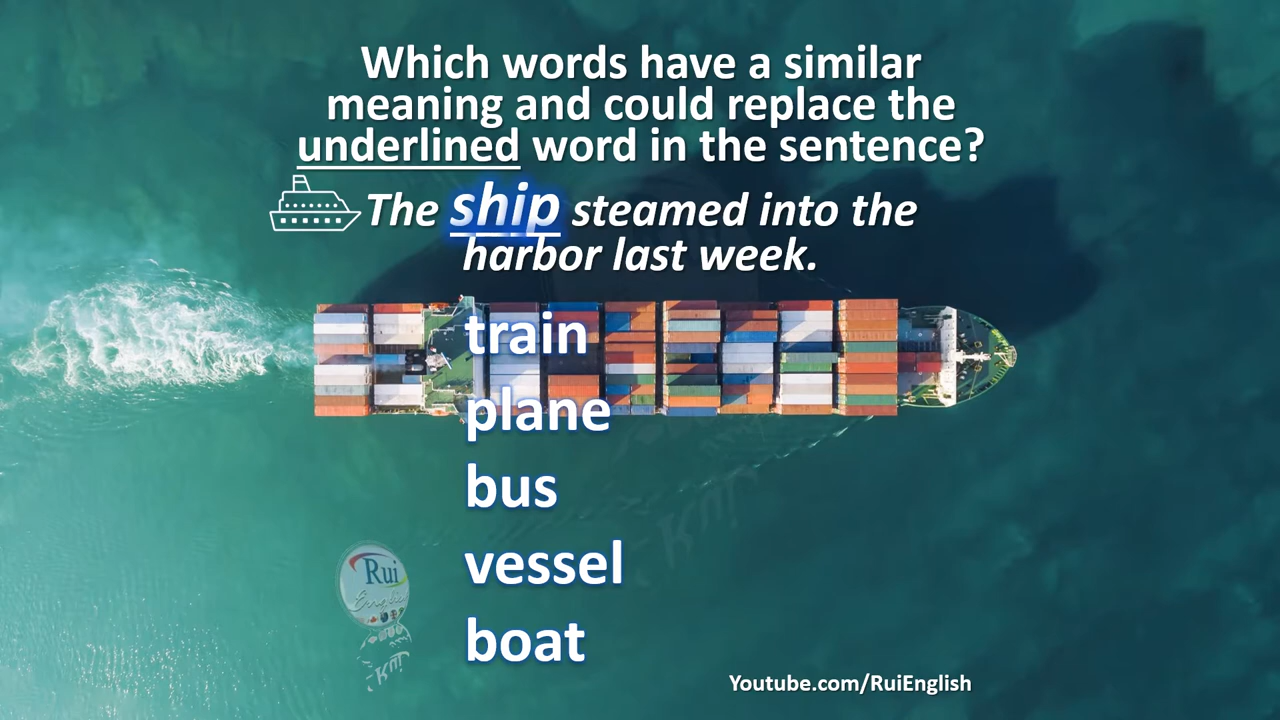 Which words have a similar
meaning and could replace the
underlined word in the sentence?
The ship steamed into the
harbor last week.
train
plane
bus
vessel
Rui
English
boat
Youtube.com/RuiEnglish